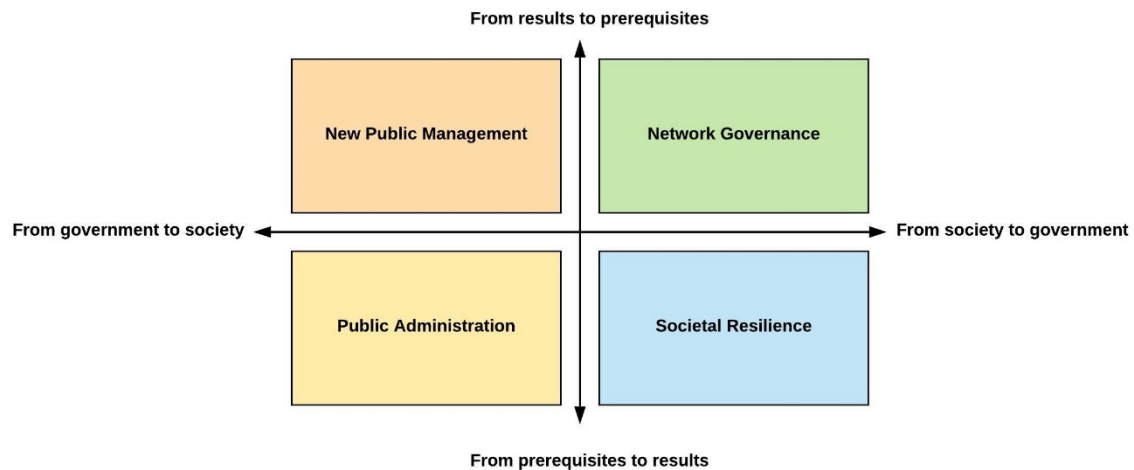 From results to prerequisites
New Public Management
Network Governance
From government to society
From society to government
Public Administration
Societal Resilience
From prerequisites to results